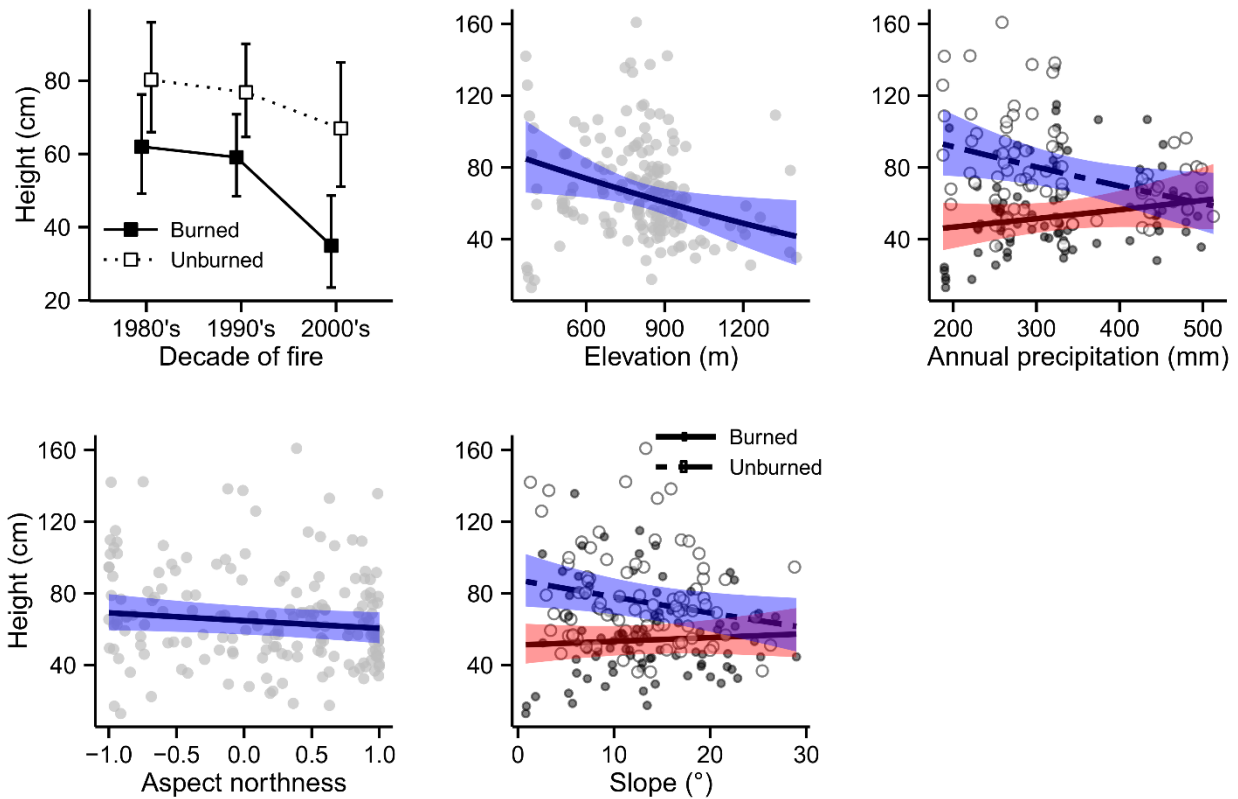 Height (cm)
80
60
40
20
Burned
Unburned
1980's 1990's 2000's
Decade of fire
160
120
80
40
600 900 1200
Elevation (m)
160
120
80
40
200 300 400 500
Annual precipitation (mm)
Height (cm)
160
120
80
40
−1.0 −0.5 0.0 0.5 1.0
Aspect northness
160
120
80
40
Burned
Unburned
0 10 20 30
Slope (°)